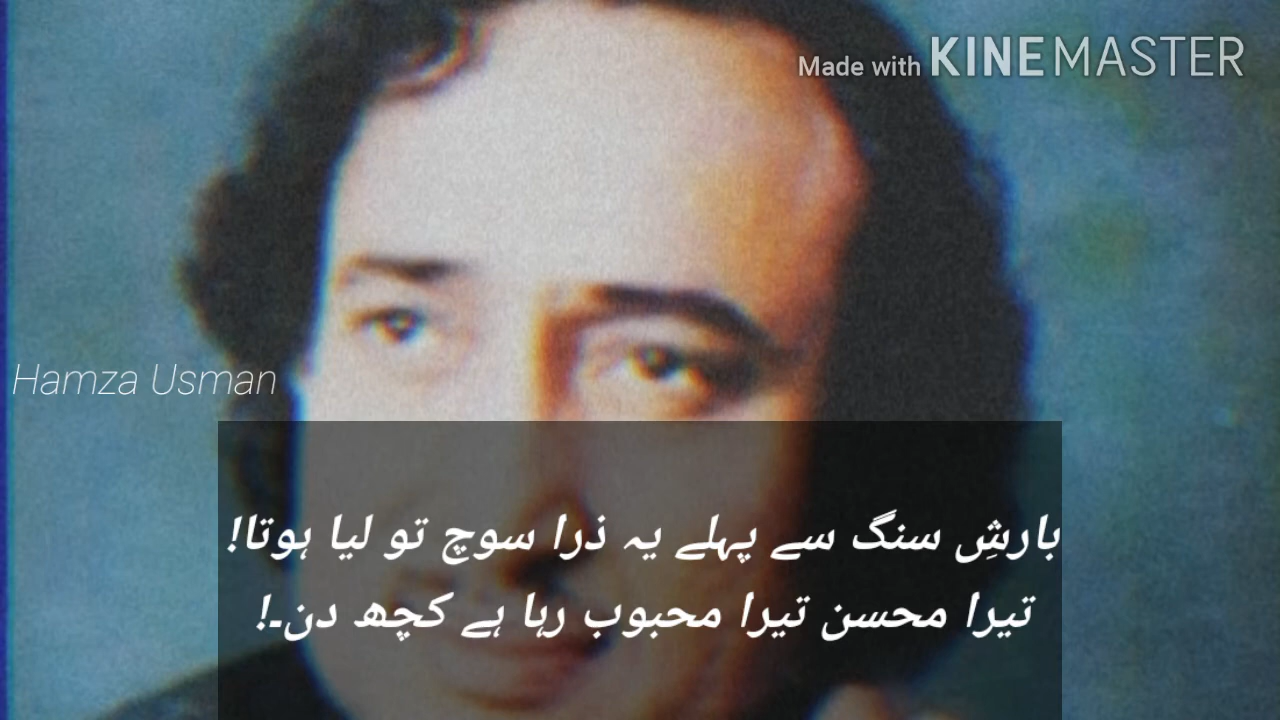 Made with KINEMASTER
Hamza Usman
بارشِ سنگ سے پہلے یہ ذرا سوچ تو لیا ہوتا!
تیرا محسن تیرا محبوب رہا ہے کچھ دن۔!